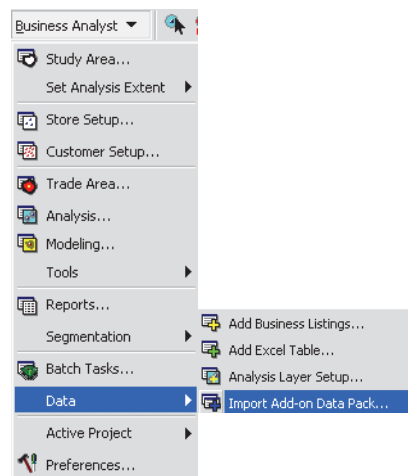 Business Analyst
Study Area...
Set Analysis Extent
Store Setup...
Customer Setup...
Trade Area...
Analysis...
Modeling...
Tools
Reports...
Segmentation
Batch Tasks...
Data
Active Project
Preferences...
Add Business Listings...
Add Excel Table...
Analysis Layer Setup...
Import Add-on Data Pack...